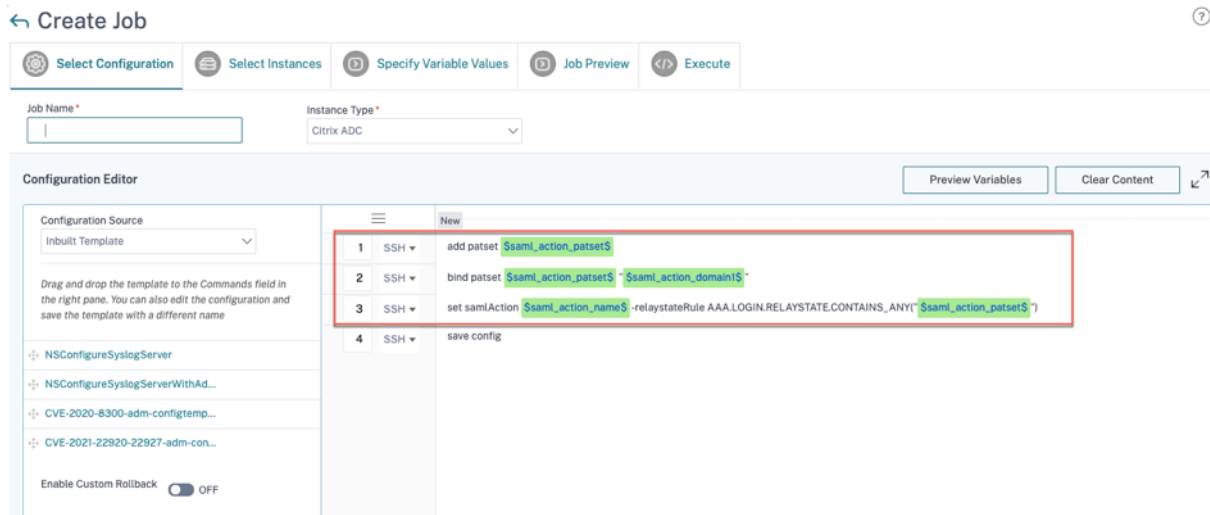 Create Job
?
Select Configuration
Select Instances
Specify Variable Values
Job Preview
Execute
Job Name*
Instance Type*
Citrix ADC
Configuration Editor
Preview Variables
Clear Content
Configuration Source
Inbuilt Template
Drag and drop the template to the Commands field in
the right pane. You can also edit the configuration and
save the template with a different name
NSConfigureSyslogServer
NSConfigureSyslogServerWithAd...
CVE-2020-8300-adm-configtemp...
CVE-2021-22920-22927-adm-con...
Enable Custom Rollback OFF
New
1 SSH add patset $saml_action_patset$
2 SSH bind patset $saml_action_patset$ "$saml_action_domain1$"
3 SSH set samlAction $saml_action_name$ -relaystateRule AAA.LOGIN.RELAYSTATE.CONTAINS_ANY("$saml_action_patset$")
4 SSH save config